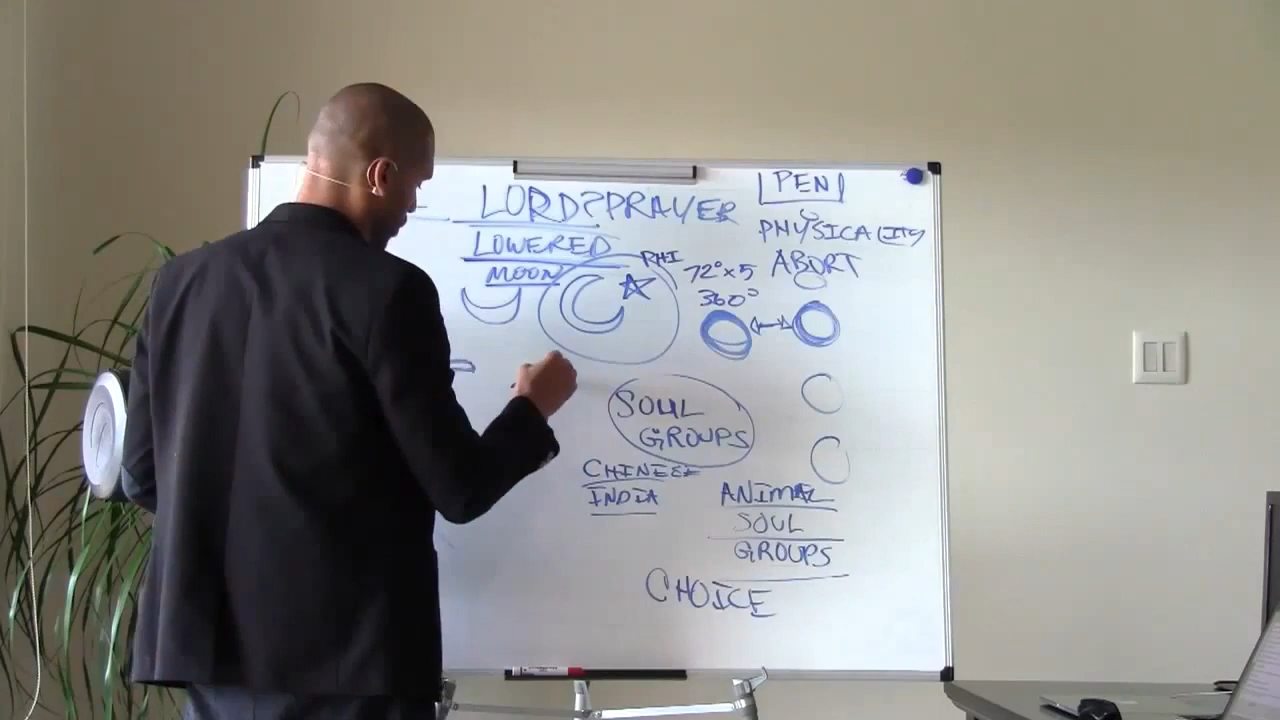 LORD?PRAYER
LOWERED
MOON
PHI
72°x5
360°
PEN
PHYSICALITY
ABORT
SOUL
GROUPS
CHINESE
INDIA
ANIMAL
SOUL
GROUPS
CHOICE